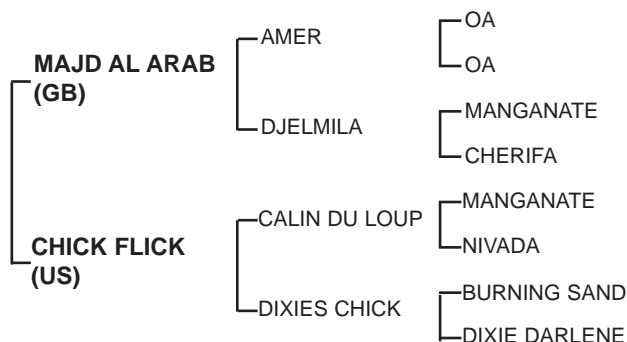 OA
AMER
MAJD AL ARAB
(GB)
OA
MANGANATE
DJELMILA
CHERIFA
MANGANATE
CALIN DU LOUP
CHICK FLICK
(US)
NIVADA
BURNING SAND
DIXIES CHICK
DIXIE DARLENE